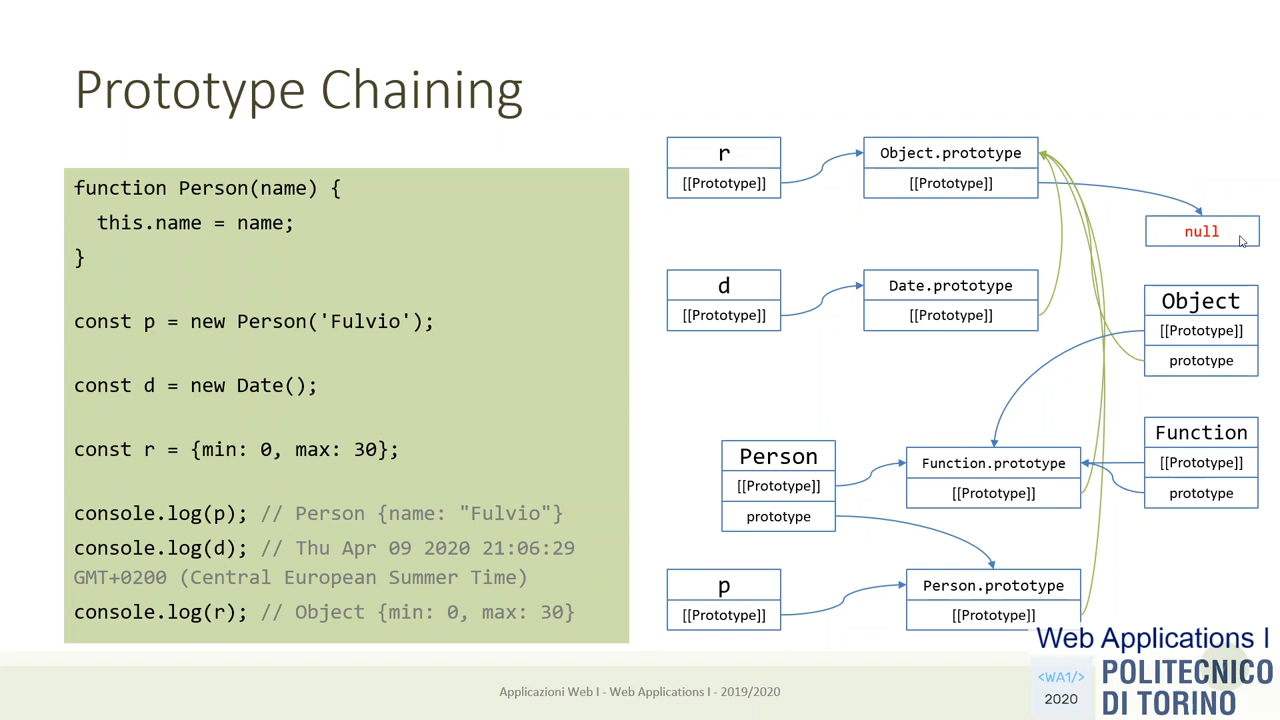 Prototype Chaining
function Person(name) {
this.name = name;
}
const p = new Person('Fulvio');
const d = new Date();
const r = {min: 0, max: 30};
console.log(p); // Person {name: "Fulvio"}
console.log(d); // Thu Apr 09 2020 21:06:29
GMT+0200 (Central European Summer Time)
console.log(r); // Object {min: 0, max: 30}
r
[[Prototype]]
Object.prototype
[[Prototype]]
null
d
[[Prototype]]
Date.prototype
[[Prototype]]
Object
[[Prototype]]
prototype
Person
[[Prototype]]
prototype
Function.prototype
[[Prototype]]
Function
[[Prototype]]
prototype
p
[[Prototype]]
Person.prototype
[[Prototype]]
Applicazioni Web I - Web Applications I - 2019/2020
Web Applications I
<WA1/>
2020
POLITECNICO
DI TORINO